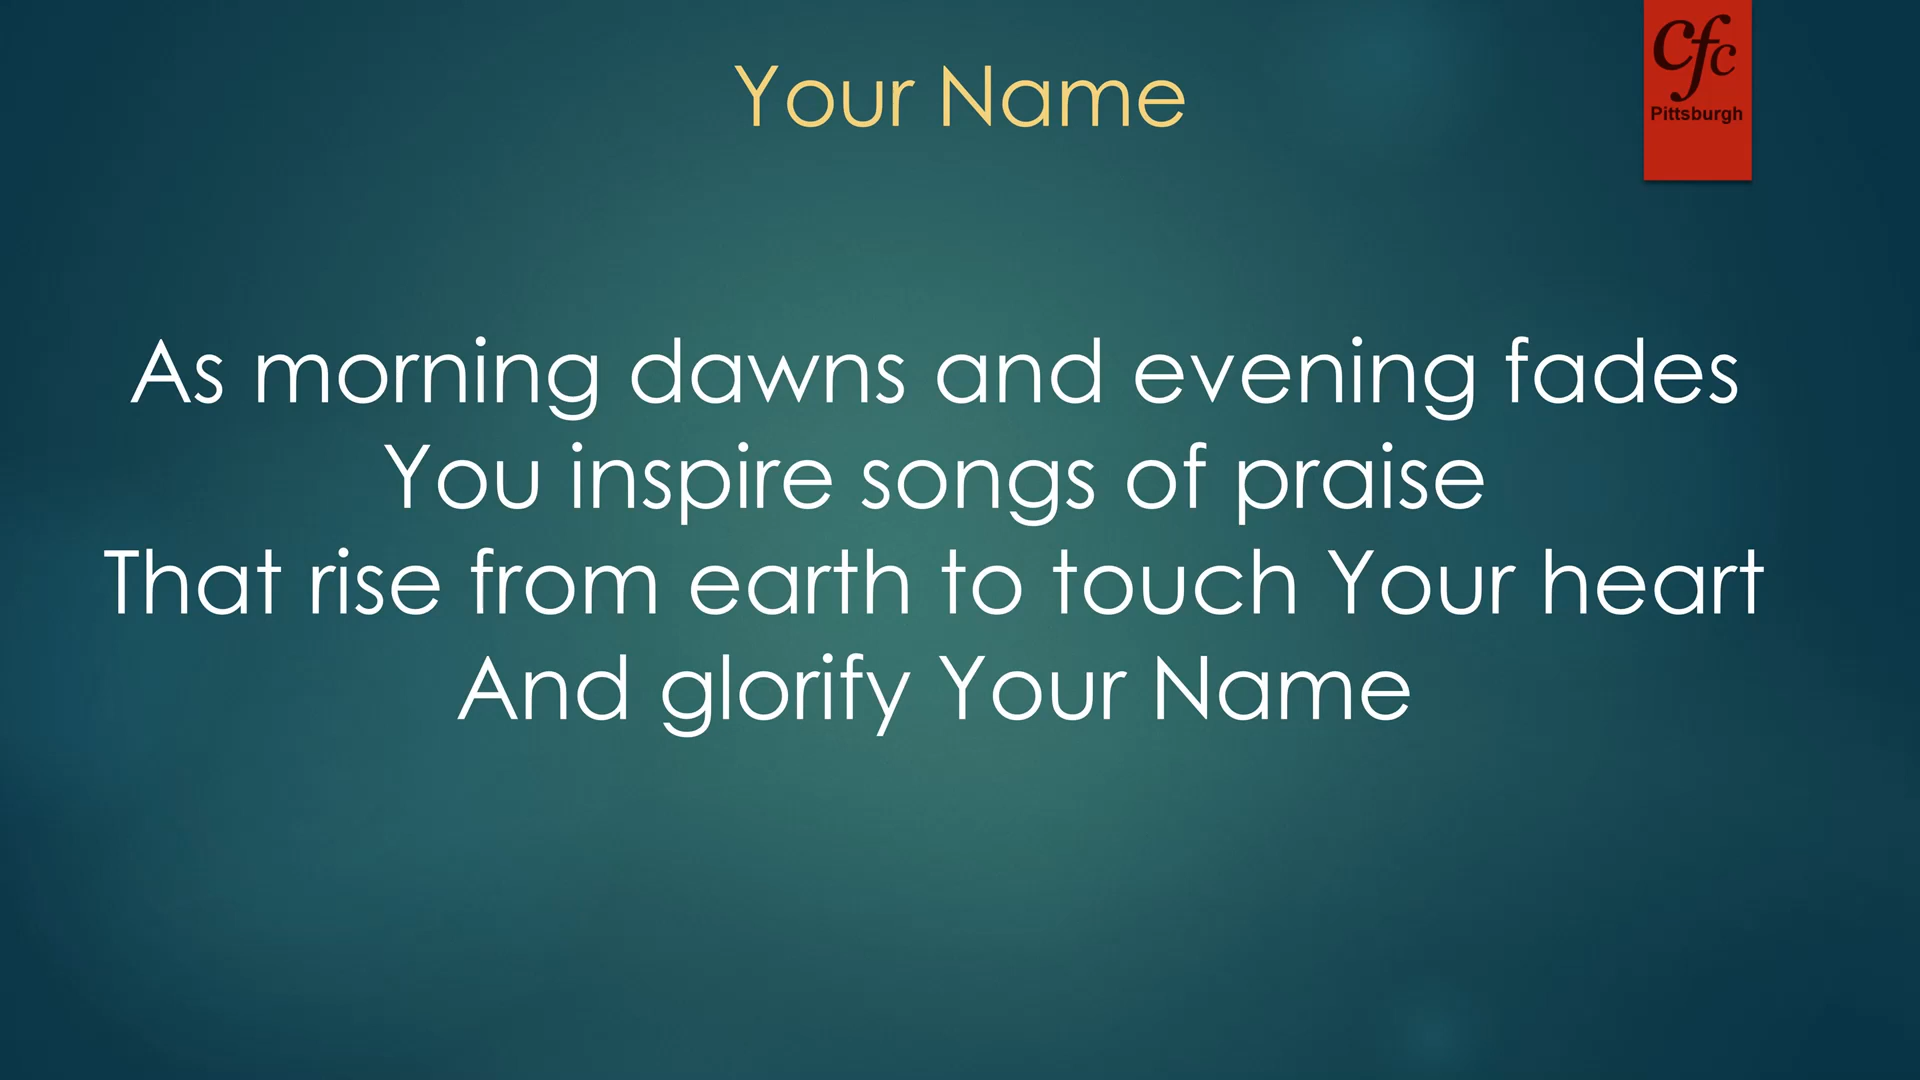 Your Name
cfc
Pittsburgh
As morning dawns and evening fades
You inspire songs of praise
That rise from earth to touch Your heart
And glorify Your Name